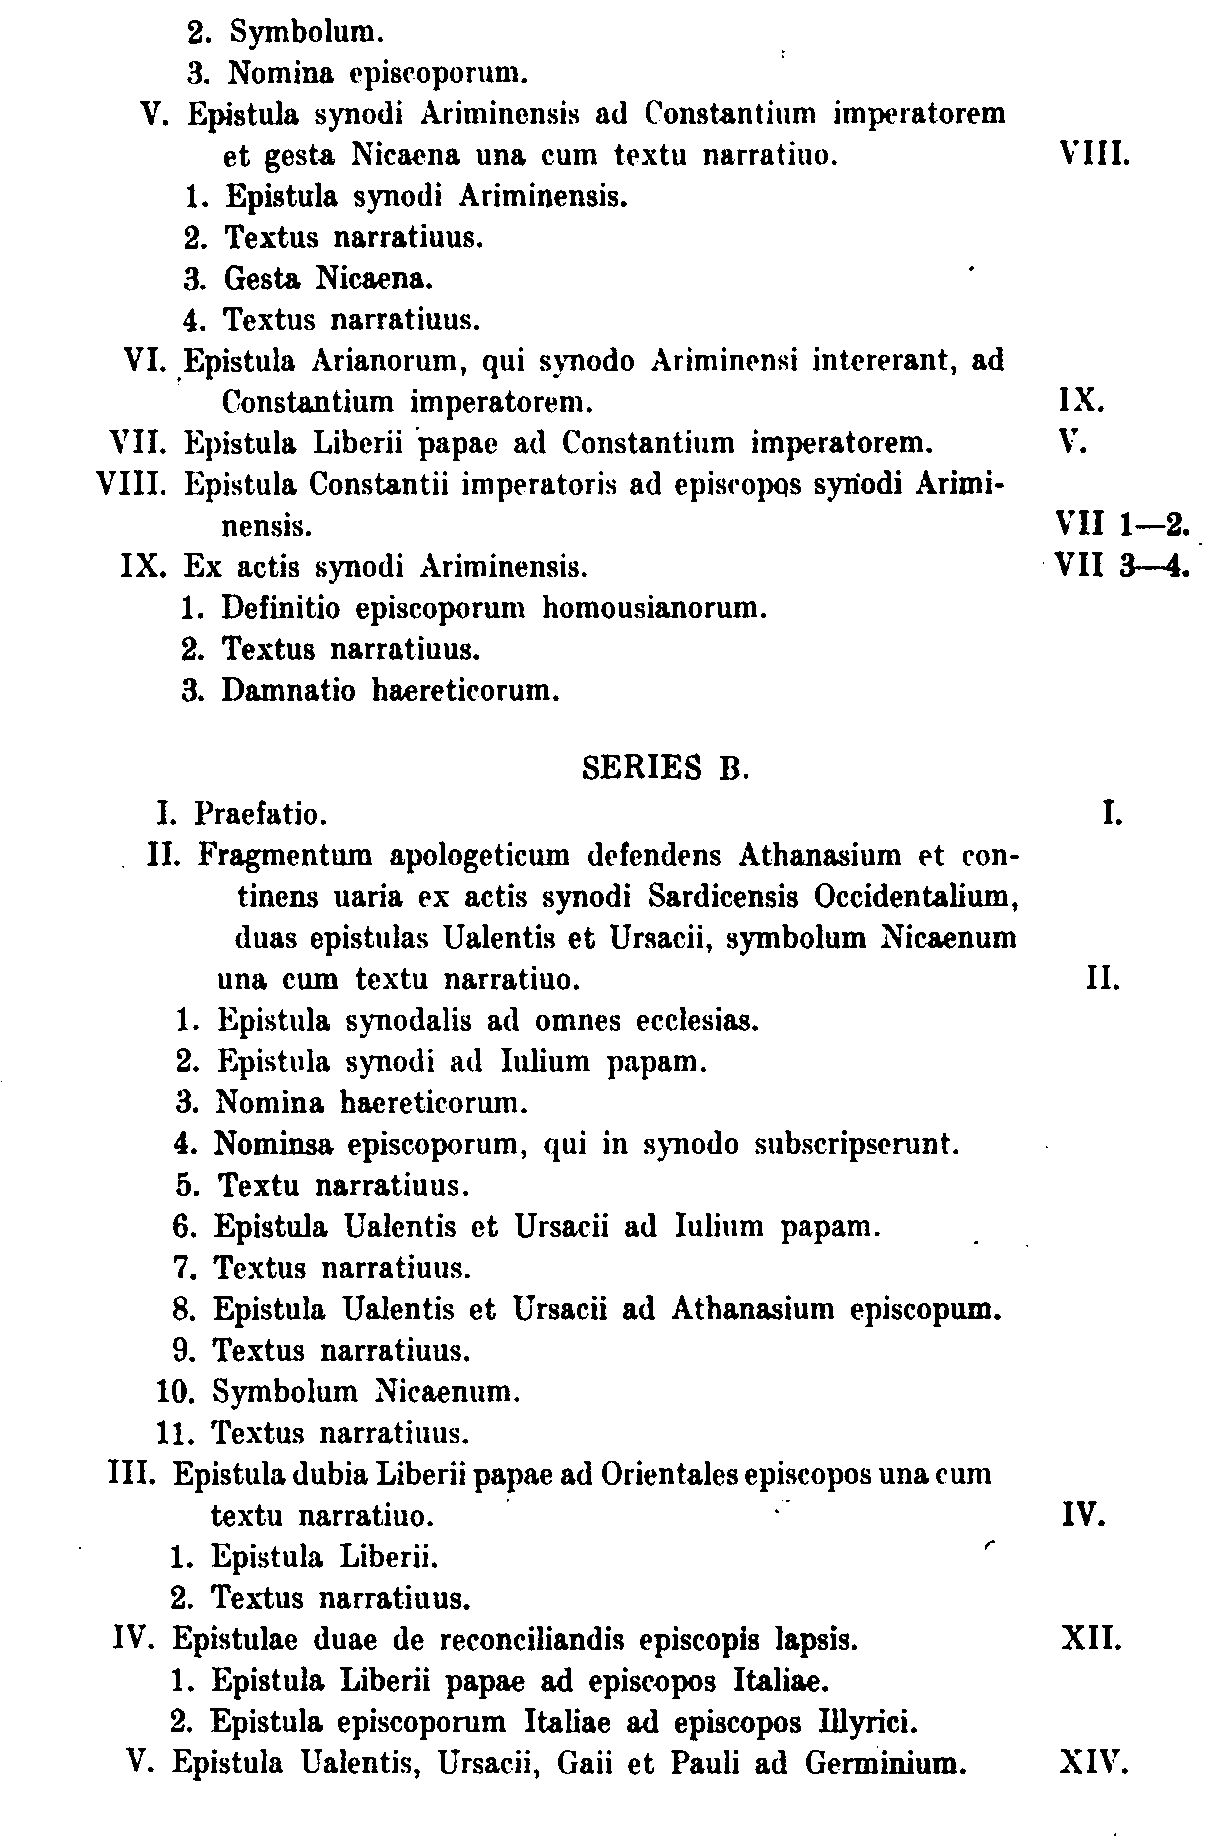 2. Symbolum.
3. Nomina episcoporum.
V. Epistula synodi Ariminensis ad Constantium imperatorem
et gesta Nicaena una cum textu narratiuo. VIII.
1. Epistula synodi Ariminensis.
2. Textus narratiuus.
3. Gesta Nicaena.
4. Textus narratiuus.
VI. Epistula Arianorum, qui synodo Ariminensi intererant, ad
Constantium imperatorem. IX.
VII. Epistula Liberii papae ad Constantium imperatorem. V.
VIII. Epistula Constantii imperatoris ad episcopos synodi Arimi-
nensis. VII 1—2.
IX. Ex actis synodi Ariminensis. VII 3—4.
1. Definitio episcoporum homousianorum.
2. Textus narratiuus.
3. Damnatio haereticorum.
SERIES B.
I. Praefatio. I.
II. Fragmentum apologeticum defendens Athanasium et con-
tinens uaria ex actis synodi Sardicensis Occidentalium,
duas epistulas Ualentis et Ursacii, symbolum Nicaenum
una cum textu narratiuo. II.
1. Epistula synodalis ad omnes ecclesias.
2. Epistula synodi ad Iulium papam.
3. Nomina haereticorum.
4. Nominsa episcoporum, qui in synodo subscripserunt.
5. Textu narratiuus.
6. Epistula Ualentis et Ursacii ad Iulium papam.
7. Textus narratiuus.
8. Epistula Ualentis et Ursacii ad Athanasium episcopum.
9. Textus narratiuus.
10. Symbolum Nicaenum.
11. Textus narratiuus.
III. Epistula dubia Liberii papae ad Orientales episcopos una cum
textu narratiuo. IV.
1. Epistula Liberii.
2. Textus narratiuus.
IV. Epistulae duae de reconciliandis episcopis lapsis. XII.
1. Epistula Liberii papae ad episcopos Italiae.
2. Epistula episcoporum Italiae ad episcopos Illyrici.
V. Epistula Ualentis, Ursacii, Gaii et Pauli ad Germinium. XIV.